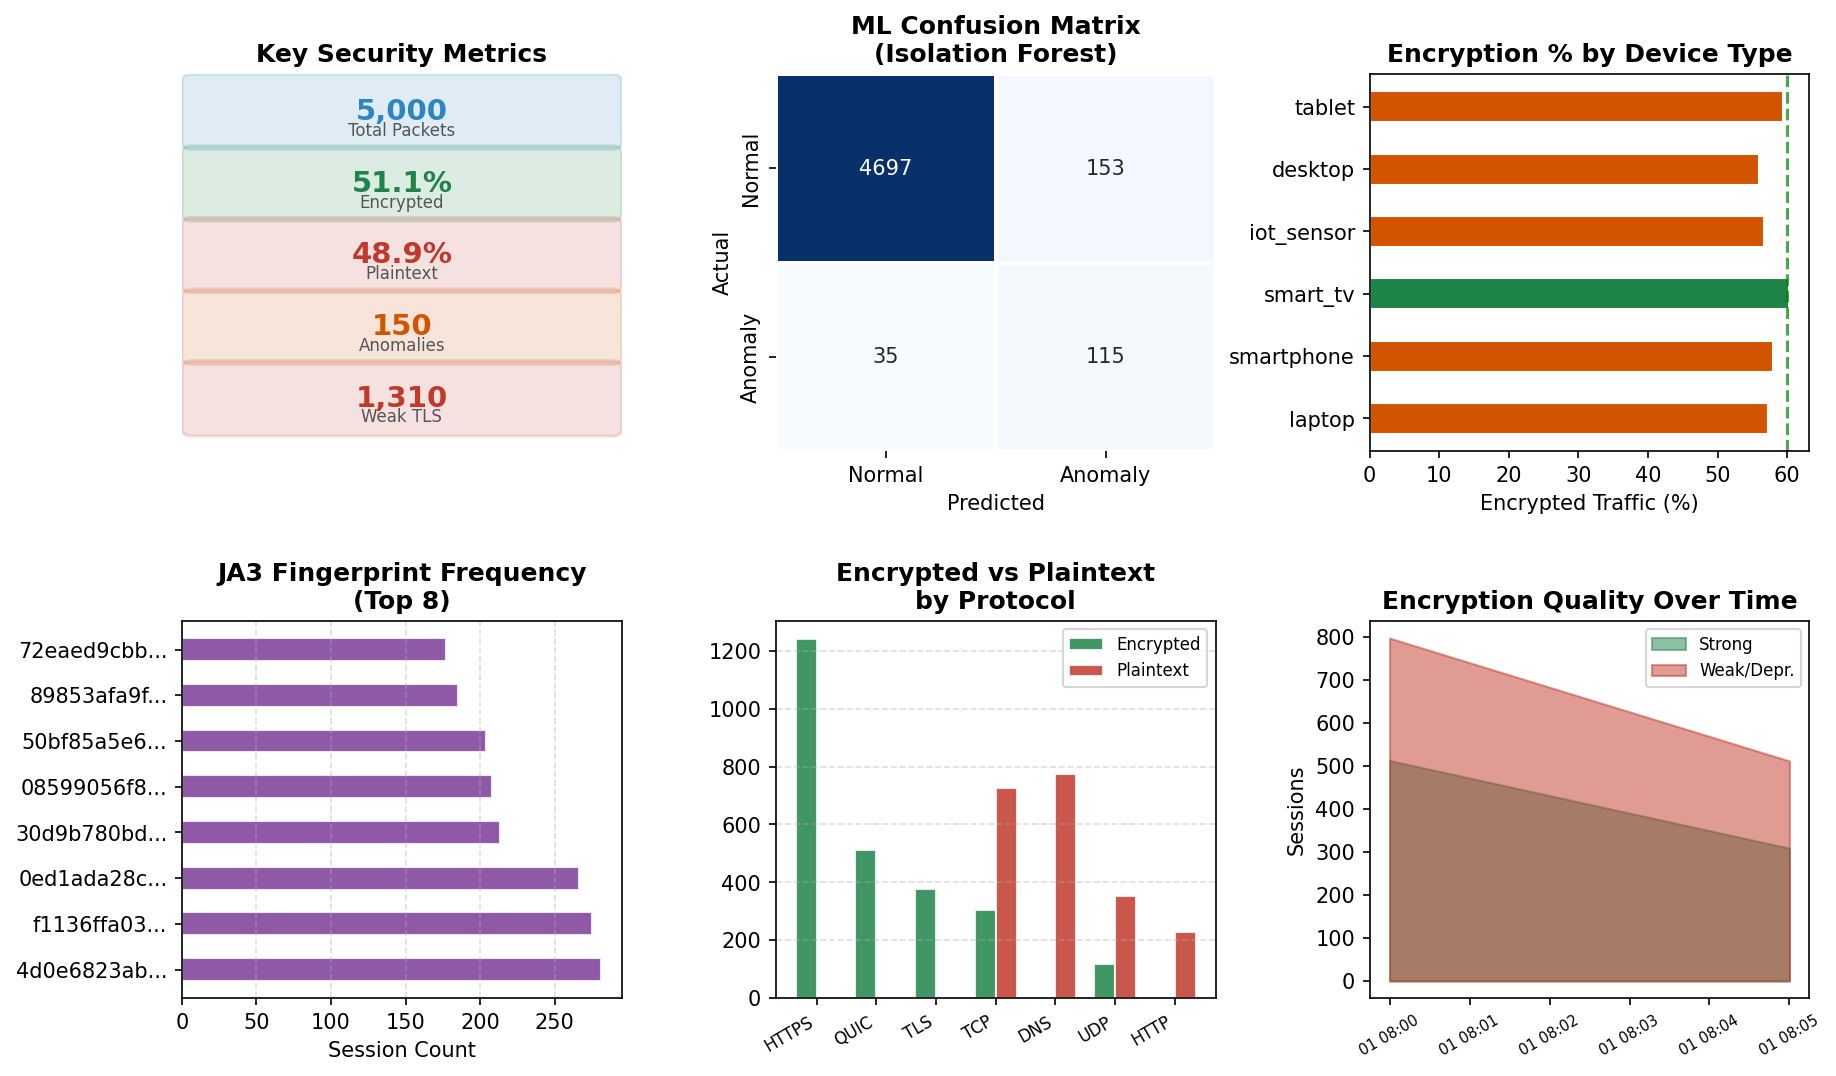 Key Security Metrics
5,000
Total Packets
51.1%
Encrypted
48.9%
Plaintext
150
Anomalies
1,310
Weak TLS
ML Confusion Matrix
(Isolation Forest)
Actual
Normal
Anomaly
4697
153
35
115
Normal
Anomaly
Predicted
Encryption % by Device Type
tablet
desktop
iot_sensor
smart_tv
smartphone
laptop
0 10 20 30 40 50 60
Encrypted Traffic (%)
JA3 Fingerprint Frequency
(Top 8)
72eaed9cbb...
89853afa9f...
50bf85a5e6...
08599056f8...
30d9b780bd...
0ed1ada28c...
f1136ffa03...
4d0e6823ab...
0 50 100 150 200 250
Session Count
Encrypted vs Plaintext
by Protocol
Encrypted
Plaintext
1200
1000
800
600
400
200
0
HTTPS QUIC TLS TCP DNS UDP HTTP
Encryption Quality Over Time
Strong
Weak/Depr.
Sessions
800
700
600
500
400
300
200
100
0
01 08:00 01 08:01 01 08:02 01 08:03 01 08:04 01 08:05